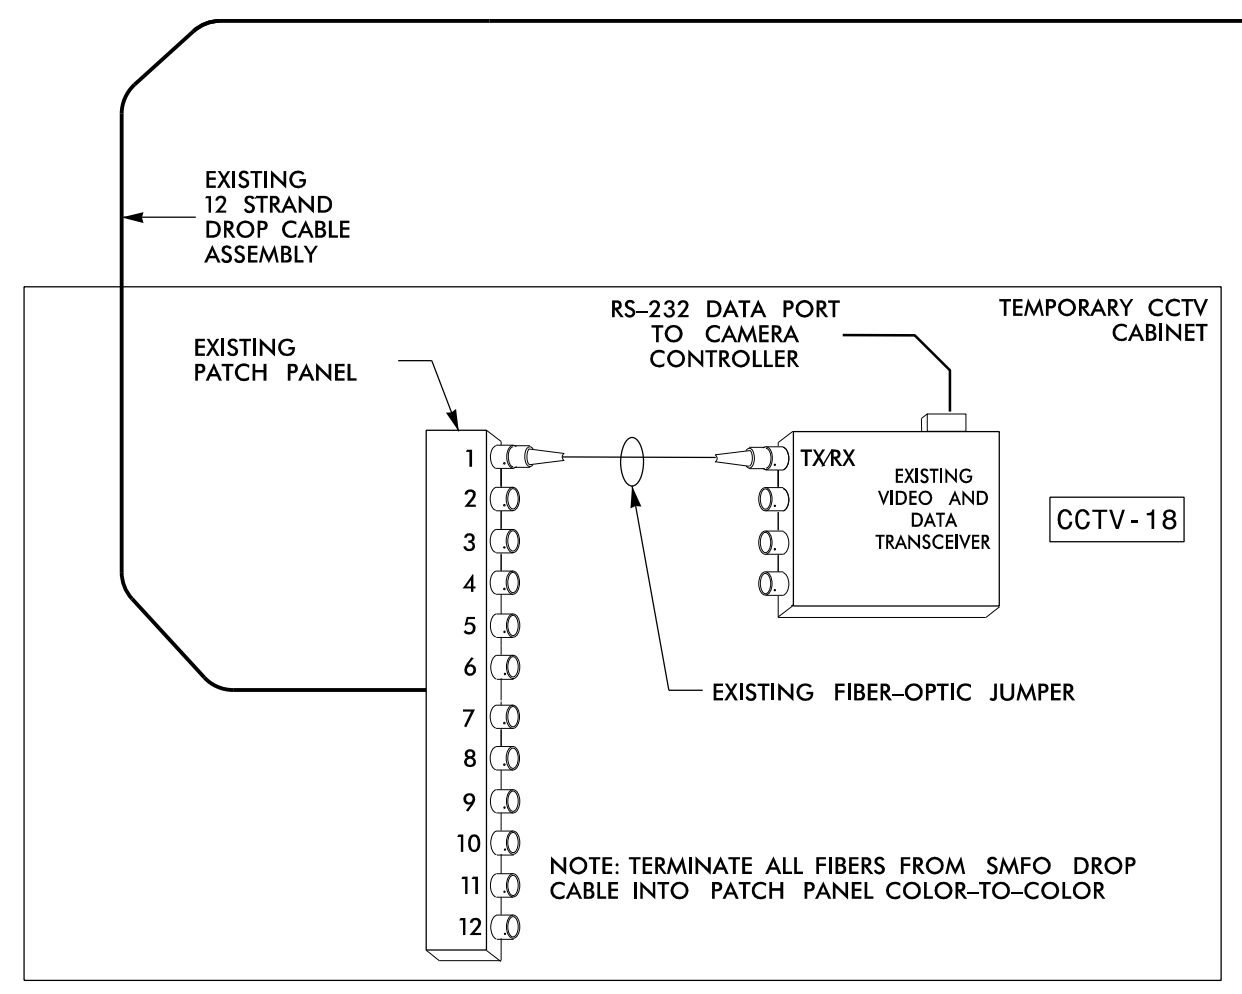 EXISTING
12 STRAND
DROP CABLE
ASSEMBLY
RS-232 DATA PORT
TO CAMERA
CONTROLLER
TEMPORARY CCTV
CABINET
EXISTING
PATCH PANEL
1
2
3
4
5
6
7
8
9
10
11
12
TX/RX
EXISTING
VIDEO AND
DATA
TRANSCEIVER
CCTV-18
EXISTING FIBER-OPTIC JUMPER
NOTE: TERMINATE ALL FIBERS FROM SMFO DROP
CABLE INTO PATCH PANEL COLOR-TO-COLOR